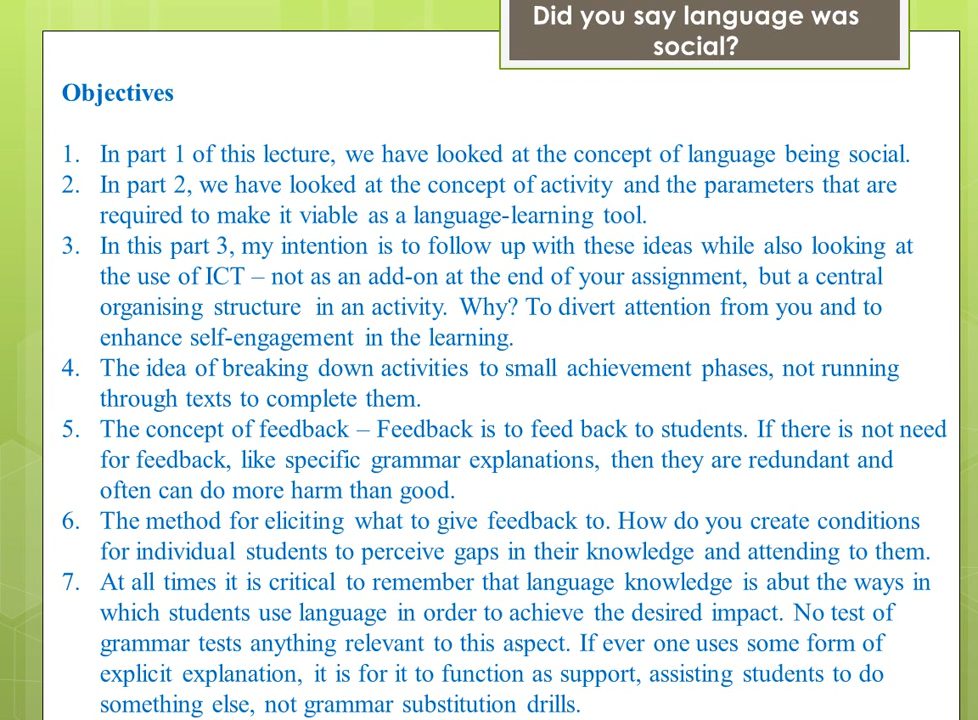 Did you say language was
social?
Objectives
1. In part 1 of this lecture, we have looked at the concept of language being social.
2. In part 2, we have looked at the concept of activity and the parameters that are
required to make it viable as a language-learning tool.
3. In this part 3, my intention is to follow up with these ideas while also looking at
the use of ICT – not as an add-on at the end of your assignment, but a central
organising structure in an activity. Why? To divert attention from you and to
enhance self-engagement in the learning.
4. The idea of breaking down activities to small achievement phases, not running
through texts to complete them.
5. The concept of feedback – Feedback is to feed back to students. If there is not need
for feedback, like specific grammar explanations, then they are redundant and
often can do more harm than good.
6. The method for eliciting what to give feedback to. How do you create conditions
for individual students to perceive gaps in their knowledge and attending to them.
7. At all times it is critical to remember that language knowledge is abut the ways in
which students use language in order to achieve the desired impact. No test of
grammar tests anything relevant to this aspect. If ever one uses some form of
explicit explanation, it is for it to function as support, assisting students to do
something else, not grammar substitution drills.